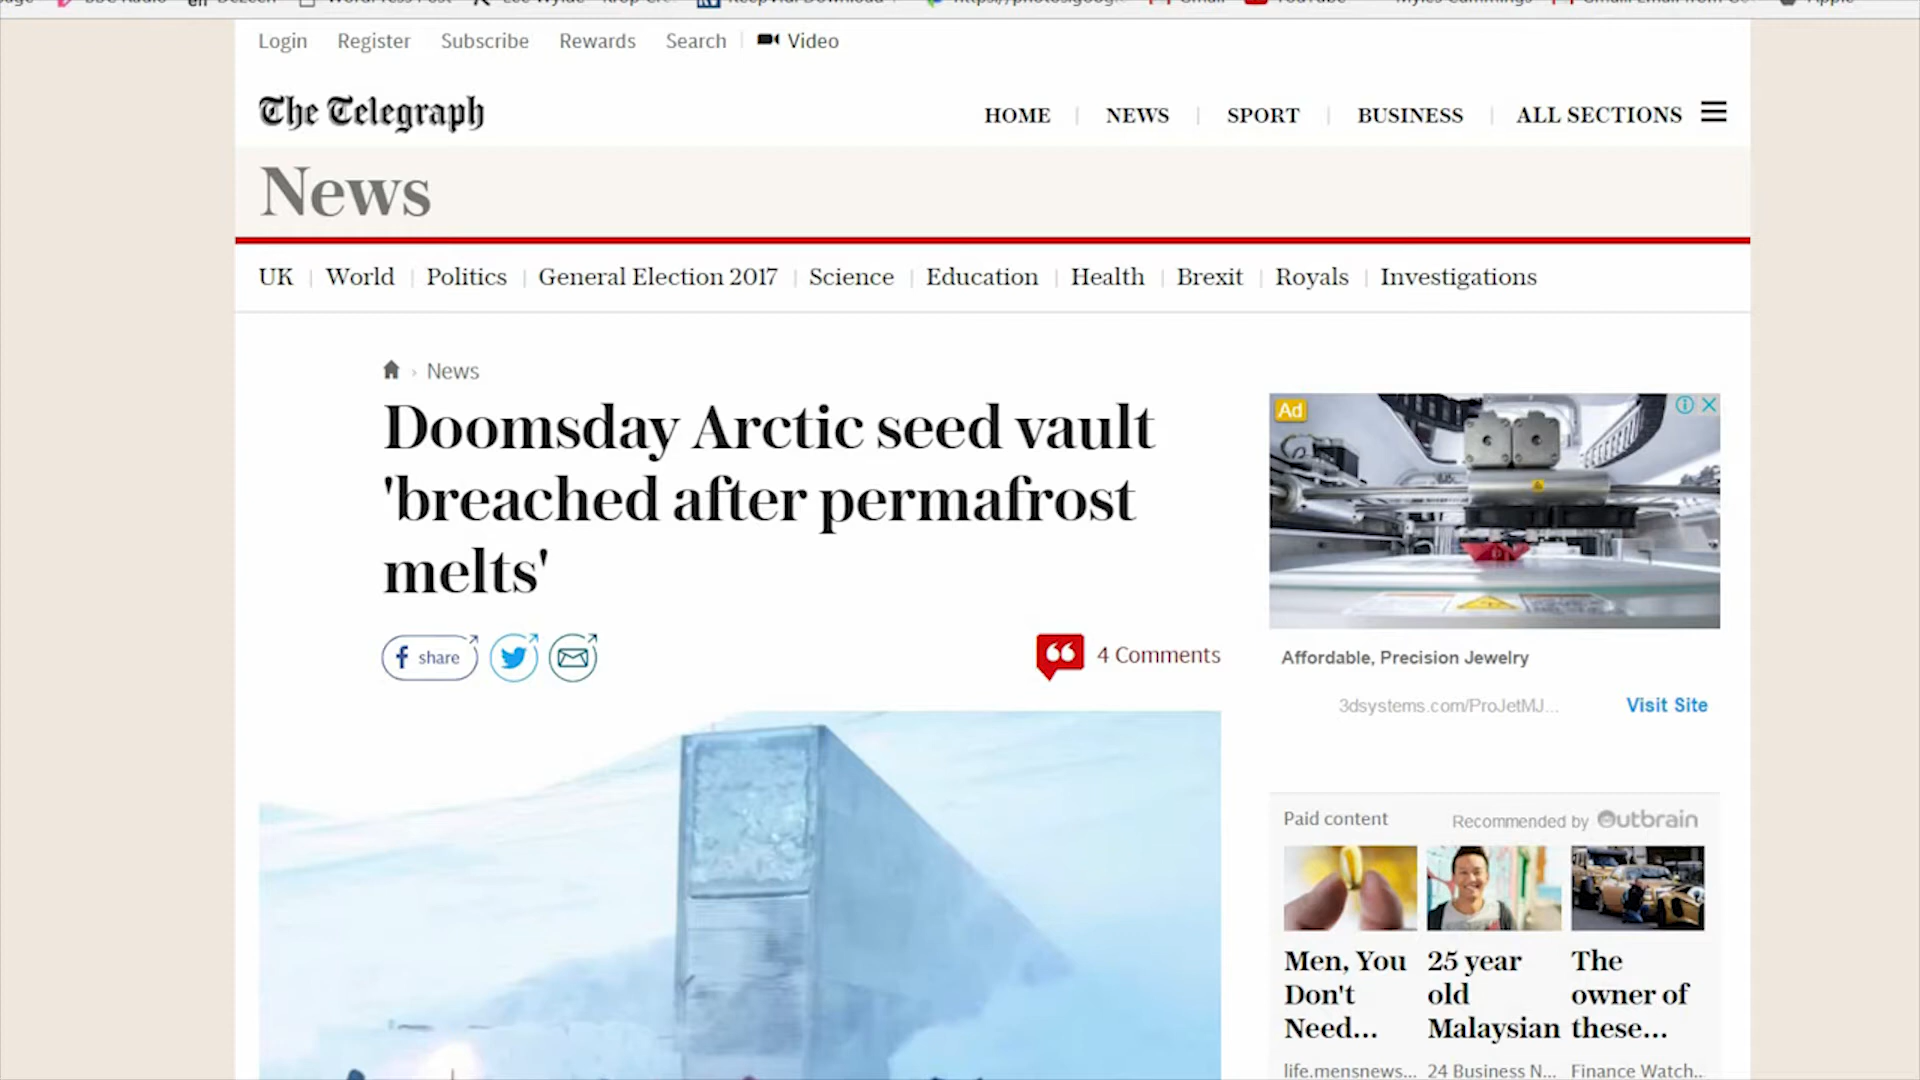 Login Register Subscribe Rewards Search Video
The Telegraph
HOME NEWS SPORT BUSINESS ALL SECTIONS
News
UK World Politics General Election 2017 Science Education Health Brexit Royals Investigations
News
Doomsday Arctic seed vault
'breached after permafrost
melts'
share
4 Comments
Ad
Affordable, Precision Jewelry
3dsystems.com/ProJetMJ...
Visit Site
Paid content
Recommended by Outbrain
Men, You
Don't
Need...
life.mensnews...
25 year
old
Malaysian
24 Business N...
The
owner of
these...
Finance Watch...